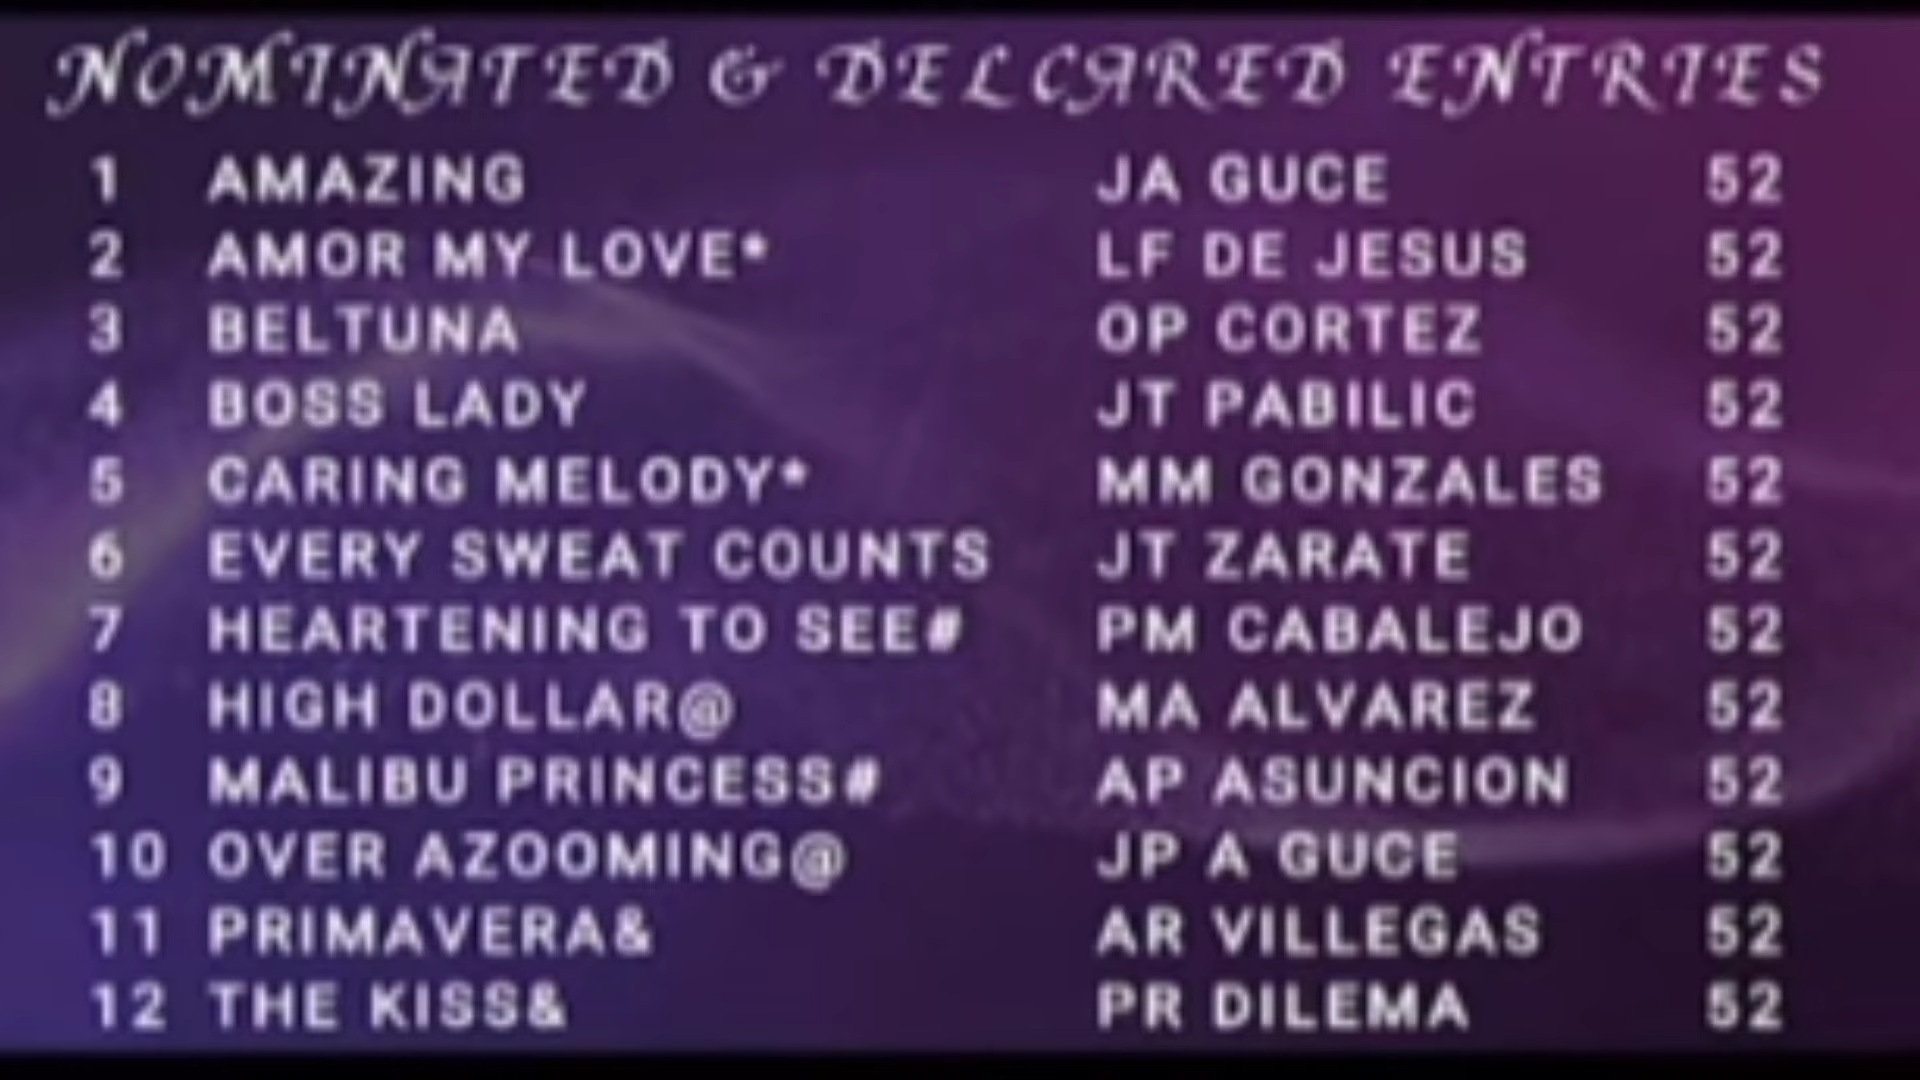 NOMINATED & DELCARED ENTRIES
1 AMAZING JA GUCE 52
2 AMOR MY LOVE* LF DE JESUS 52
3 BELTUNA OP CORTEZ 52
4 BOSS LADY JT PABILIC 52
5 CARING MELODY* MM GONZALES 52
6 EVERY SWEAT COUNTS JT ZARATE 52
7 HEARTENING TO SEE# PM CABALEJO 52
8 HIGH DOLLAR@ MA ALVAREZ 52
9 MALIBU PRINCESS# AP ASUNCION 52
10 OVER AZOOMING@ JP A GUCE 52
11 PRIMAVERA& AR VILLEGAS 52
12 THE KISS& PR DILEMA 52